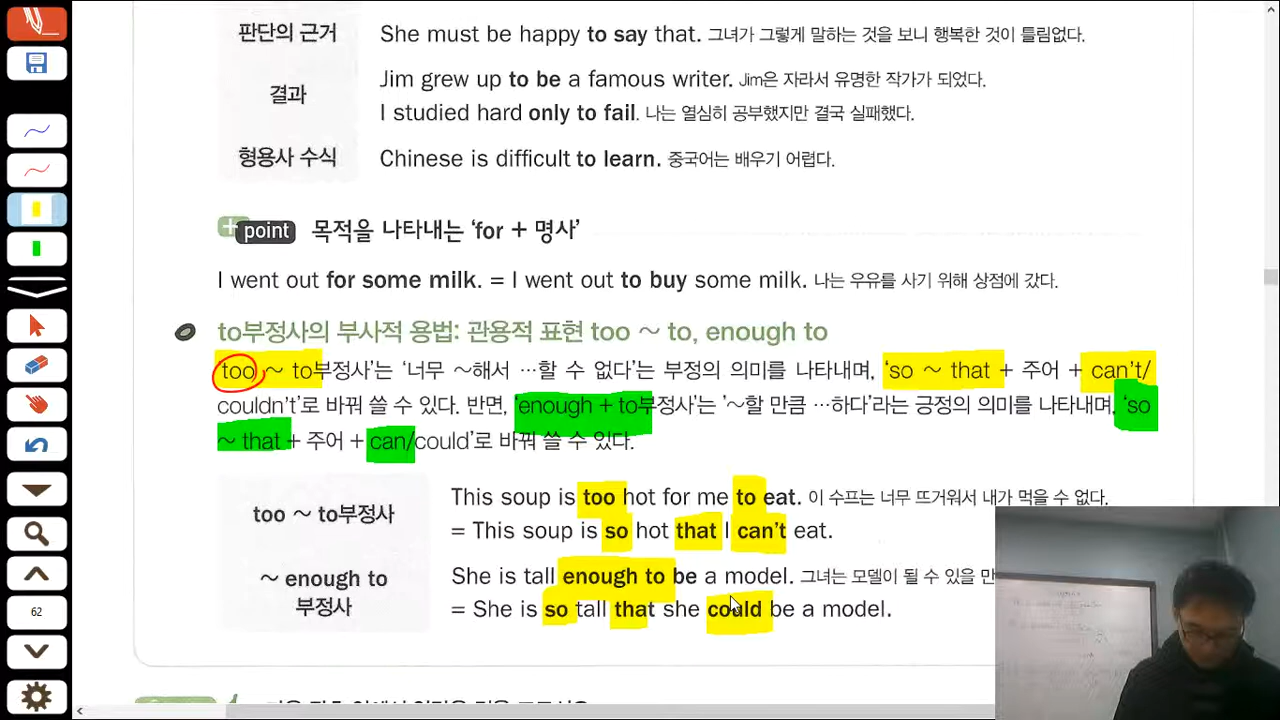 판단의 근거 She must be happy to say that. 그녀가 그렇게 말하는 것을 보니 행복한 것이 틀림없다.
결과 Jim grew up to be a famous writer. Jim은 자라서 유명한 작가가 되었다.
I studied hard only to fail. 나는 열심히 공부했지만 결국 실패했다.
형용사 수식 Chinese is difficult to learn. 중국어는 배우기 어렵다.
+ point 목적을 나타내는 ‘for + 명사’
I went out for some milk. = I went out to buy some milk. 나는 우유를 사기 위해 상점에 갔다.
to부정사의 부사적 용법: 관용적 표현 too ~ to, enough to
‘too ~ to부정사’는 ‘너무 ~해서 …할 수 없다’는 부정의 의미를 나타내며, ‘so ~ that + 주어 + can’t/
couldn’t’로 바꿔 쓸 수 있다. 반면, ‘enough + to부정사’는 ‘~할 만큼 …하다’라는 긍정의 의미를 나타내며, ‘so
~ that + 주어 + can/could’로 바꿔 쓸 수 있다.
too ~ to부정사 This soup is too hot for me to eat. 이 수프는 너무 뜨거워서 내가 먹을 수 없다.
= This soup is so hot that I can’t eat.
~ enough to 부정사 She is tall enough to be a model. 그녀는 모델이 될 수 있을 만
= She is so tall that she could be a model.
62